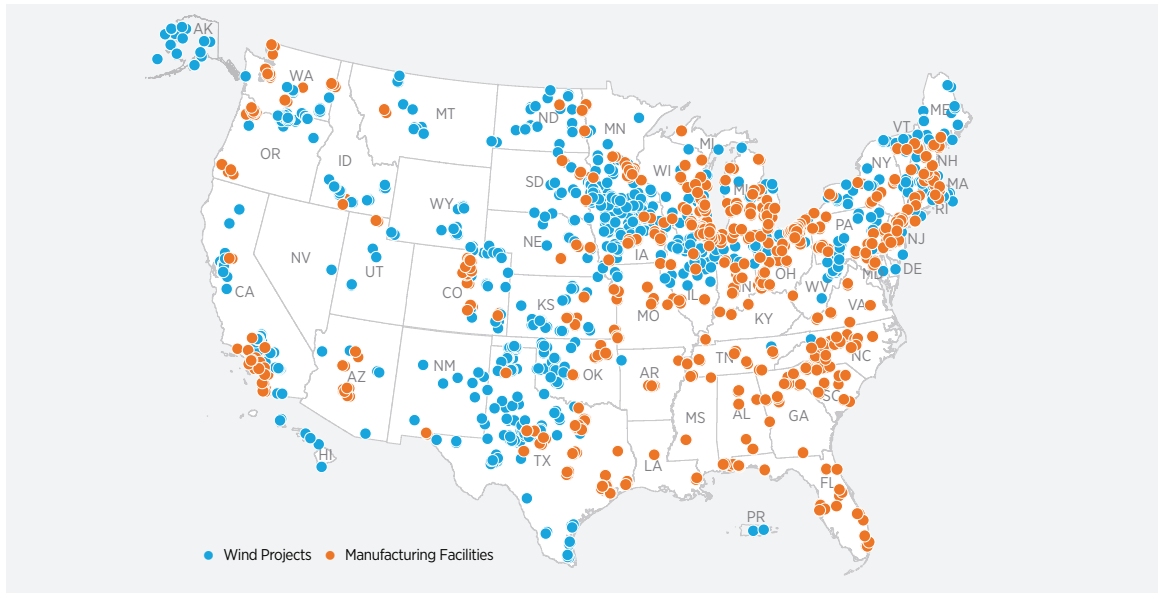 AK
WA
MT
ND
MN
ME
VT
MI
OR
ID
WI
NY
NH
SD
MI
MA
WY
RI
PA
NE
IA
NJ
NV
UT
OH
CO
IL
IN
MD
DE
CA
WV
KS
MO
VA
KY
NM
AZ
OK
AR
TN
NC
SC
MS
AL
GA
TX
LA
HI
FL
PR
Wind Projects
Manufacturing Facilities